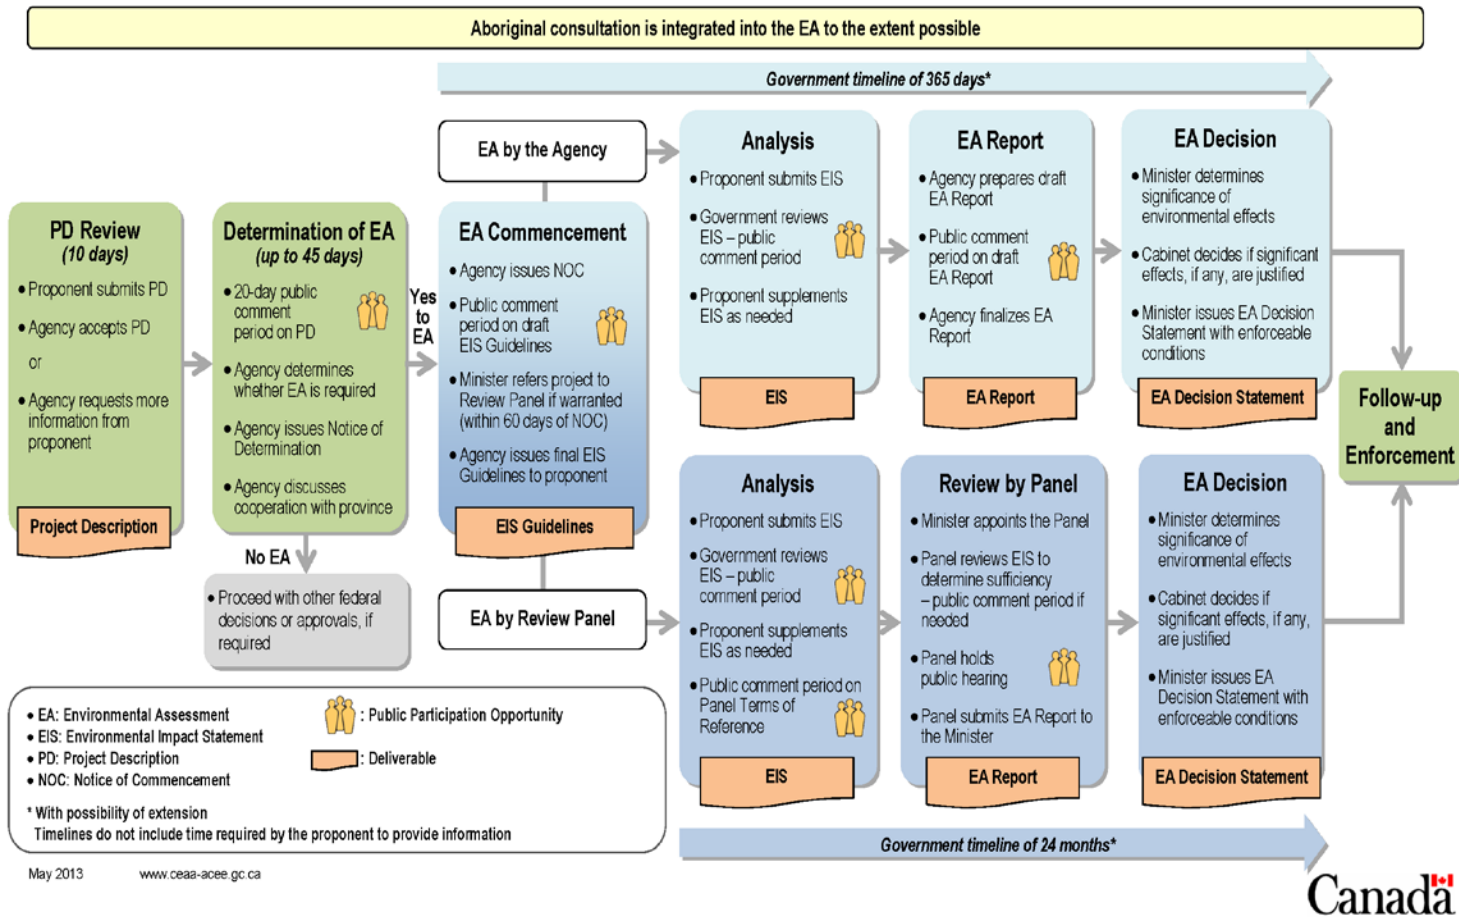 Aboriginal consultation is integrated into the EA to the extent possible
Government timeline of 365 days*
EA by the Agency
PD Review
(10 days)
• Proponent submits PD
• Agency accepts PD
or
• Agency requests more
information from
proponent
Project Description
Determination of EA
(up to 45 days)
• 20-day public
comment
period on PD
• Agency determines
whether EA is required
• Agency issues Notice of
Determination
• Agency discusses
cooperation with province
No EA
• Proceed with other federal
decisions or approvals, if
required
Yes
to
EA
EA Commencement
• Agency issues NOC
• Public comment
period on draft
EIS Guidelines
• Minister refers project to
Review Panel if warranted
(within 60 days of NOC)
• Agency issues final EIS
Guidelines to proponent
EIS Guidelines
EA by Review Panel
Analysis
• Proponent submits EIS
• Government reviews
EIS – public
comment period
• Proponent supplements
EIS as needed
EIS
EA Report
• Agency prepares draft
EA Report
• Public comment
period on draft
EA Report
• Agency finalizes EA
Report
EA Report
EA Decision
• Minister determines
significance of
environmental effects
• Cabinet decides if significant
effects, if any, are justified
• Minister issues EA Decision
Statement with enforceable
conditions
EA Decision Statement
Follow-up
and
Enforcement
Analysis
• Proponent submits EIS
• Government reviews
EIS – public
comment period
• Proponent supplements
EIS as needed
• Public comment period on
Panel Terms of
Reference
EIS
Review by Panel
• Minister appoints the Panel
• Panel reviews EIS to
determine sufficiency
– public comment period if
needed
• Panel holds
public hearing
• Panel submits EA Report to
the Minister
EA Report
EA Decision
• Minister determines
significance of
environmental effects
• Cabinet decides if
significant effects, if any,
are justified
• Minister issues EA
Decision Statement with
enforceable conditions
EA Decision Statement
Government timeline of 24 months*
• EA: Environmental Assessment
• EIS: Environmental Impact Statement
• PD: Project Description
• NOC: Notice of Commencement
: Public Participation Opportunity
: Deliverable
* With possibility of extension
Timelines do not include time required by the proponent to provide information
May 2013 www.ceaa-acee.gc.ca
Canada